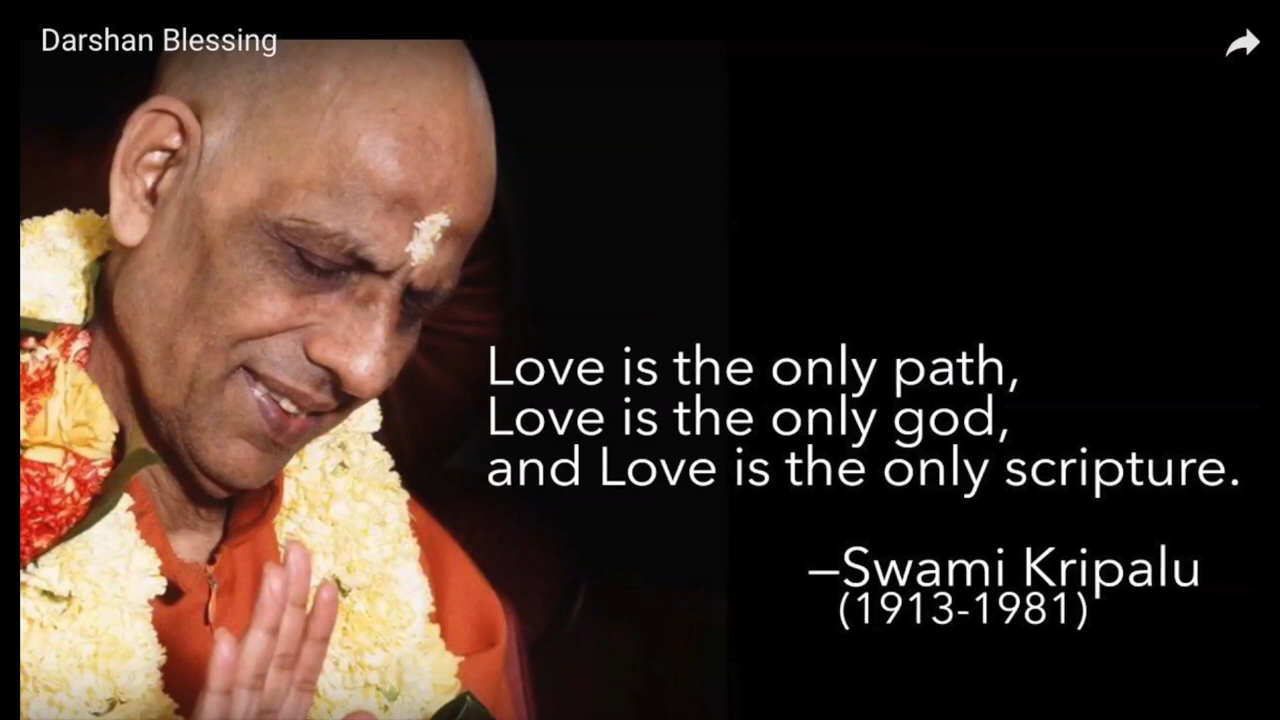 Darshan Blessing
Love is the only path,
Love is the only god,
and Love is the only scripture.
–Swami Kripalu
(1913-1981)